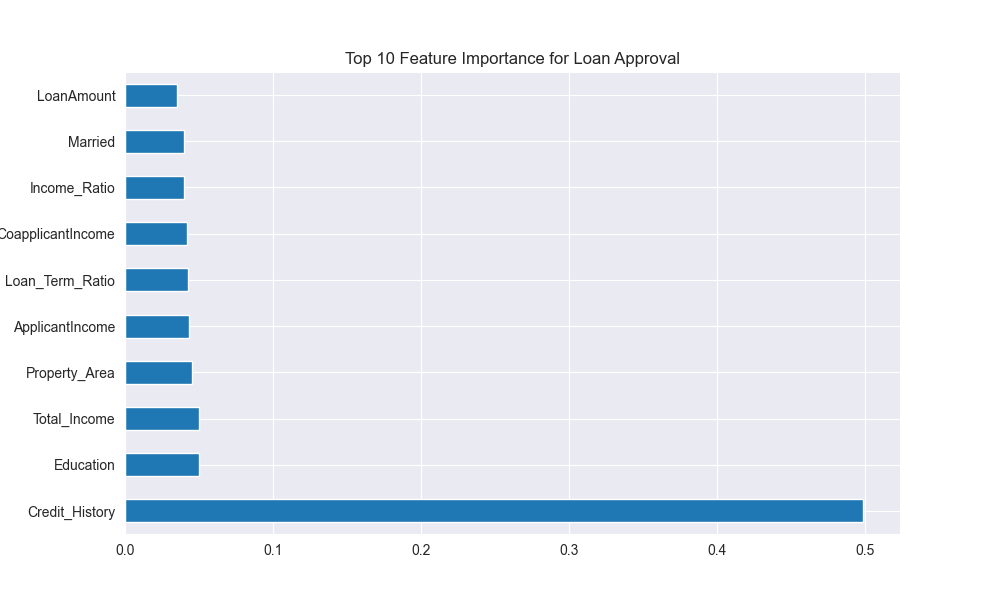 Top 10 Feature Importance for Loan Approval
LoanAmount
Married
Income_Ratio
CoapplicantIncome
Loan_Term_Ratio
ApplicantIncome
Property_Area
Total_Income
Education
Credit_History
0.0 0.1 0.2 0.3 0.4 0.5